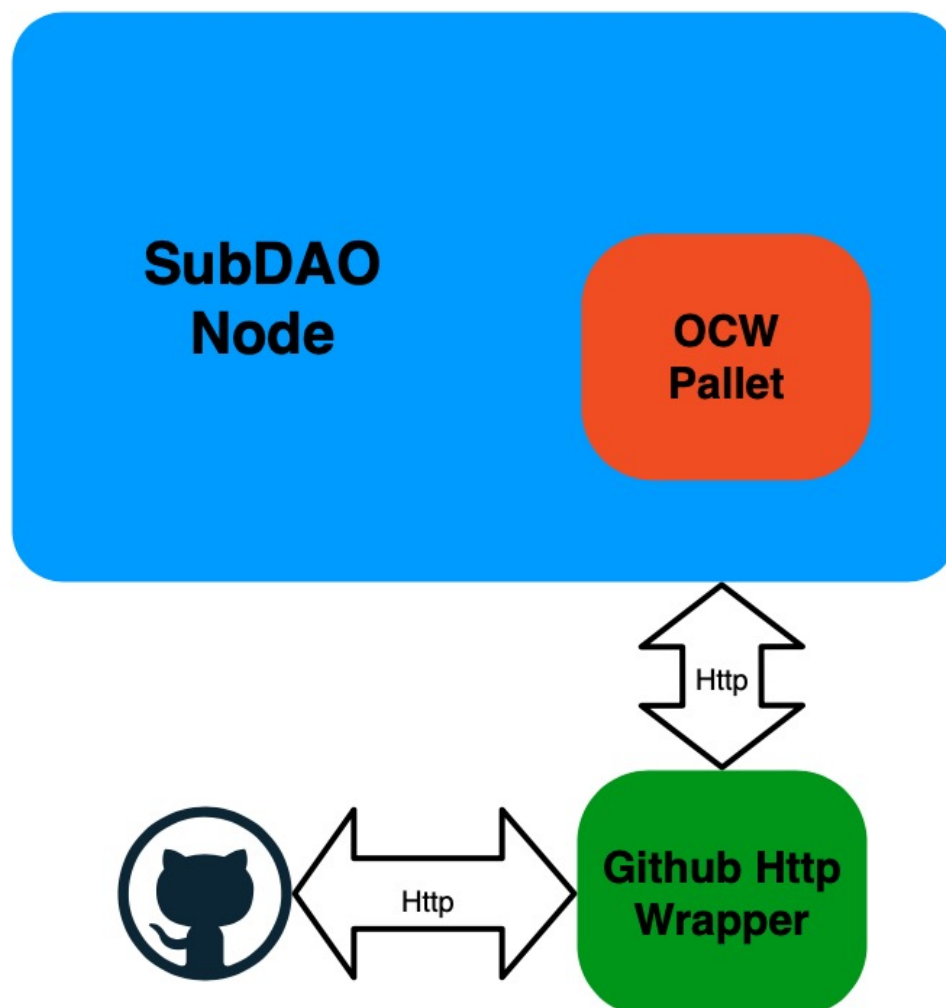 SubDAO
Node
OCW
Pallet
Http
Http
Github Http
Wrapper